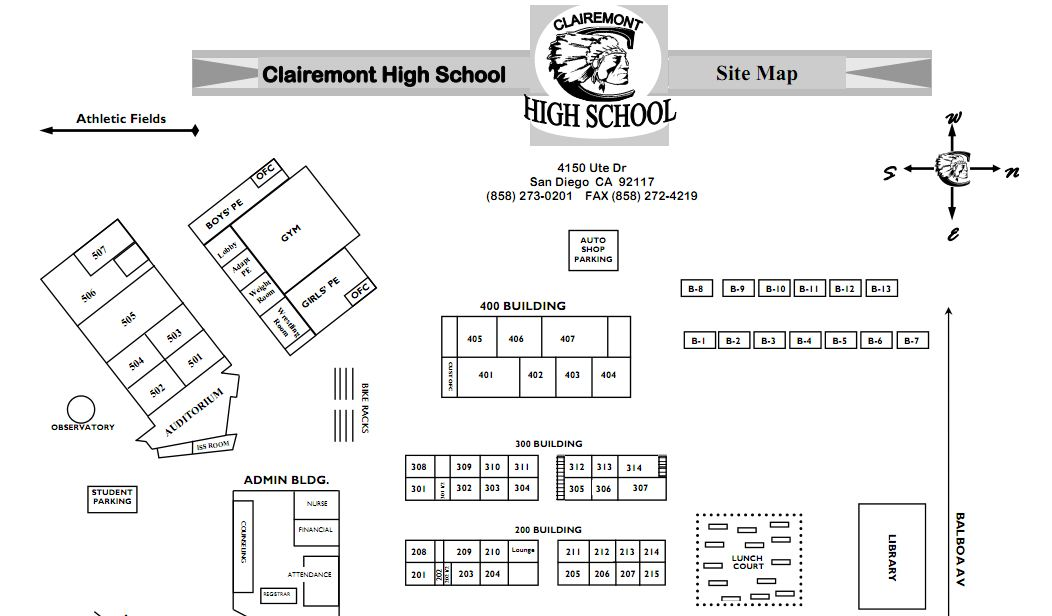 CLAIREMONT
Clairemont High School
Site Map
HIGH SCHOOL
Athletic Fields
W
S
n
E
4150 Ute Dr
San Diego CA 92117
(858) 273-0201 FAX (858) 272-4219
OFC
BOYS' PE
GYM
Lobby
Adapt
PE
Weight
Room
Wrestling
Room
GIRLS' PE
OFC
507
506
505
503
504
501
502
AUDITORIUM
ISS ROOM
OBSERVATORY
BIKE RACKS
STUDENT
PARKING
AUTO
SHOP
PARKING
B-8 B-9 B-10 B-11 B-12 B-13
B-1 B-2 B-3 B-4 B-5 B-6 B-7
400 BUILDING
405 406 407
CUST OFC 401 402 403 404
300 BUILDING
308 309 310 311 312 313 314
301 302 303 304 305 306 307
200 BUILDING
208 209 210 Lounge 211 212 213 214
201 202 203 204 205 206 207 215
ADMIN BLDG.
NURSE
FINANCIAL
COUNSELING
ATTENDANCE
REGISTRAR
LUNCH
COURT
LIBRARY
BALBOA AV